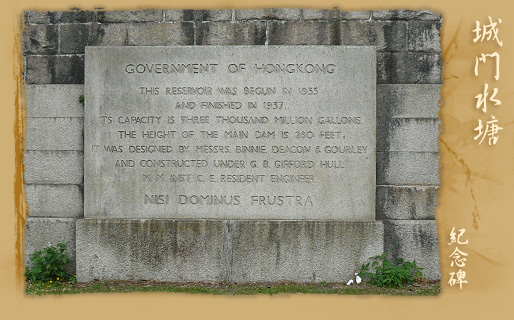 GOVERNMENT OF HONGKONG
THIS RESERVOIR WAS BEGUN IN 1933
AND FINISHED IN 1937.
ITS CAPACITY IS THREE THOUSAND MILLION GALLONS.
THE HEIGHT OF THE MAIN DAM IS 280 FEET.
IT WAS DESIGNED BY MESSRS. BINNIE, DEACON & GOURLEY
AND CONSTRUCTED UNDER G. B. GIFFORD HULL.
M. M. INST. C. E. RESIDENT ENGINEER.
NISI DOMINUS FRUSTRA
城門水塘
紀念碑